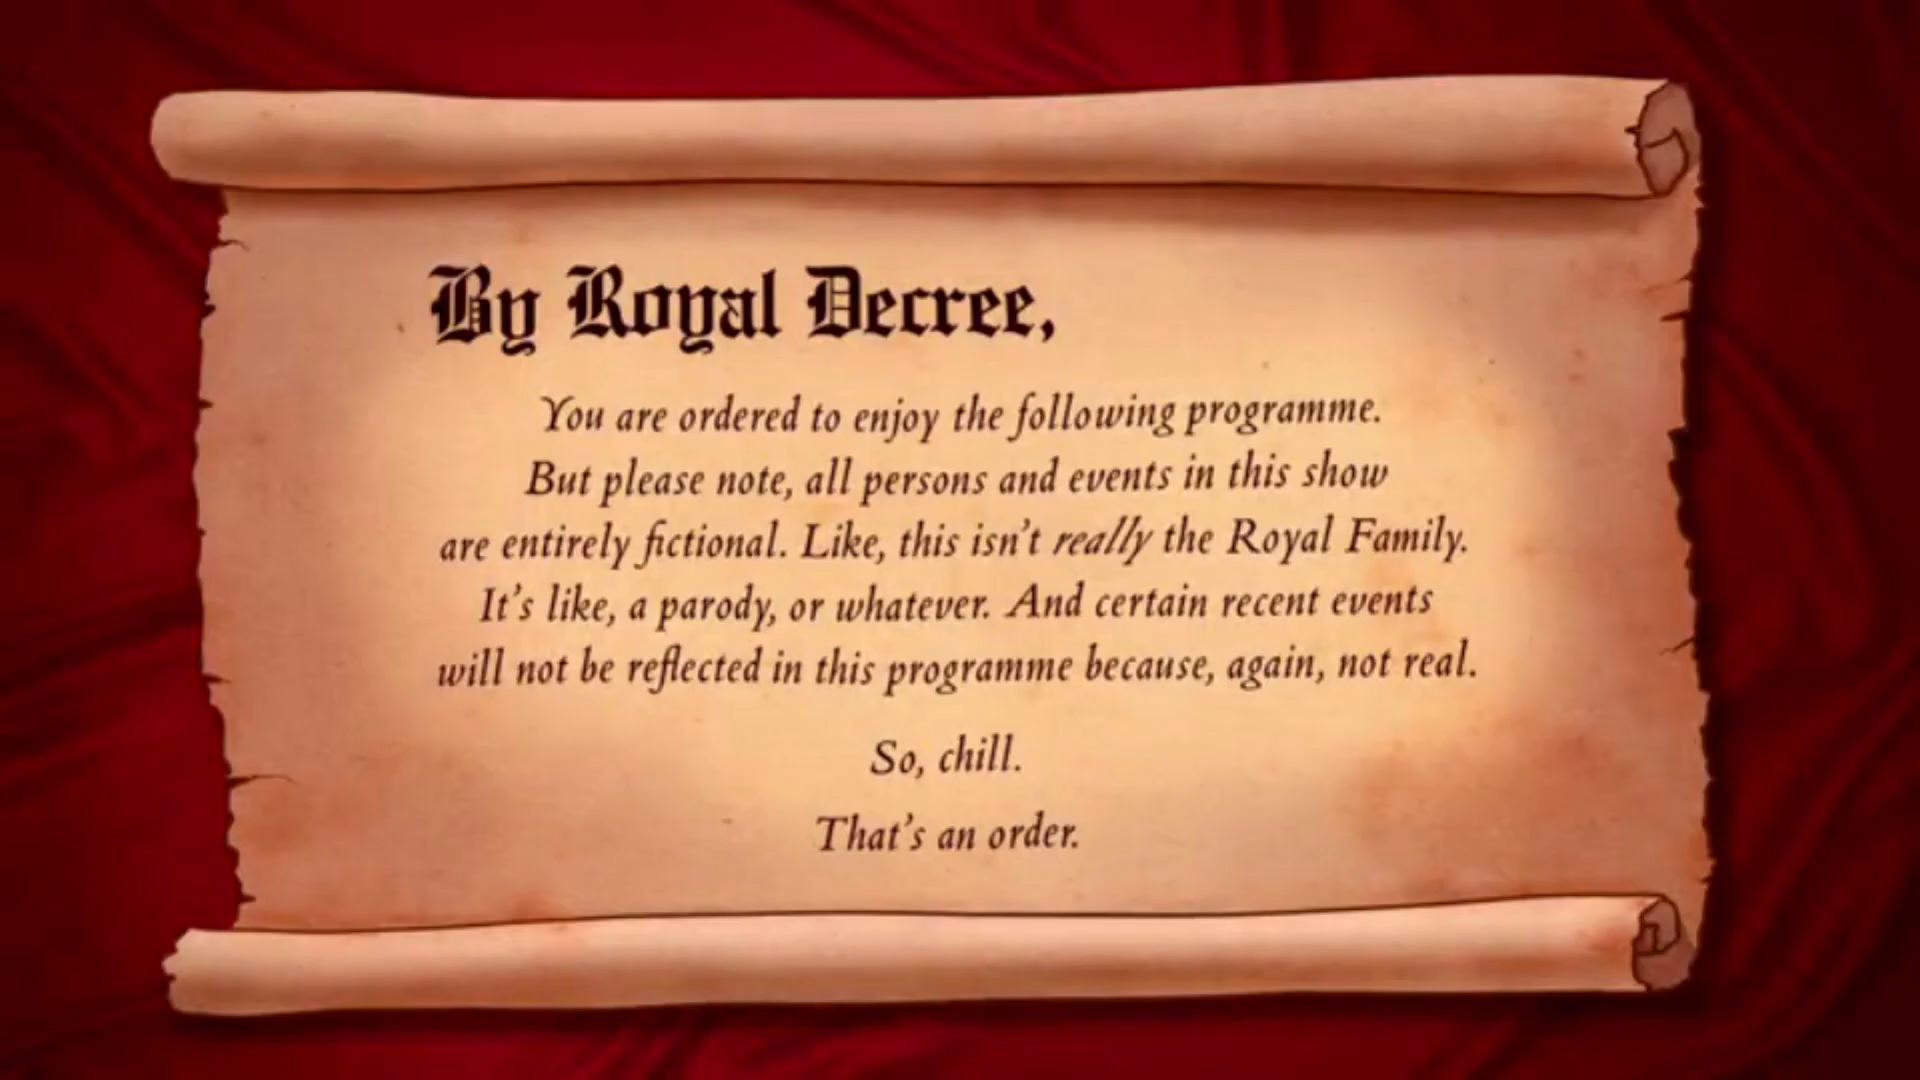 By Royal Decree,
You are ordered to enjoy the following programme.
But please note, all persons and events in this show
are entirely fictional. Like, this isn't really the Royal Family.
It's like, a parody, or whatever. And certain recent events
will not be reflected in this programme because, again, not real.
So, chill.
That's an order.